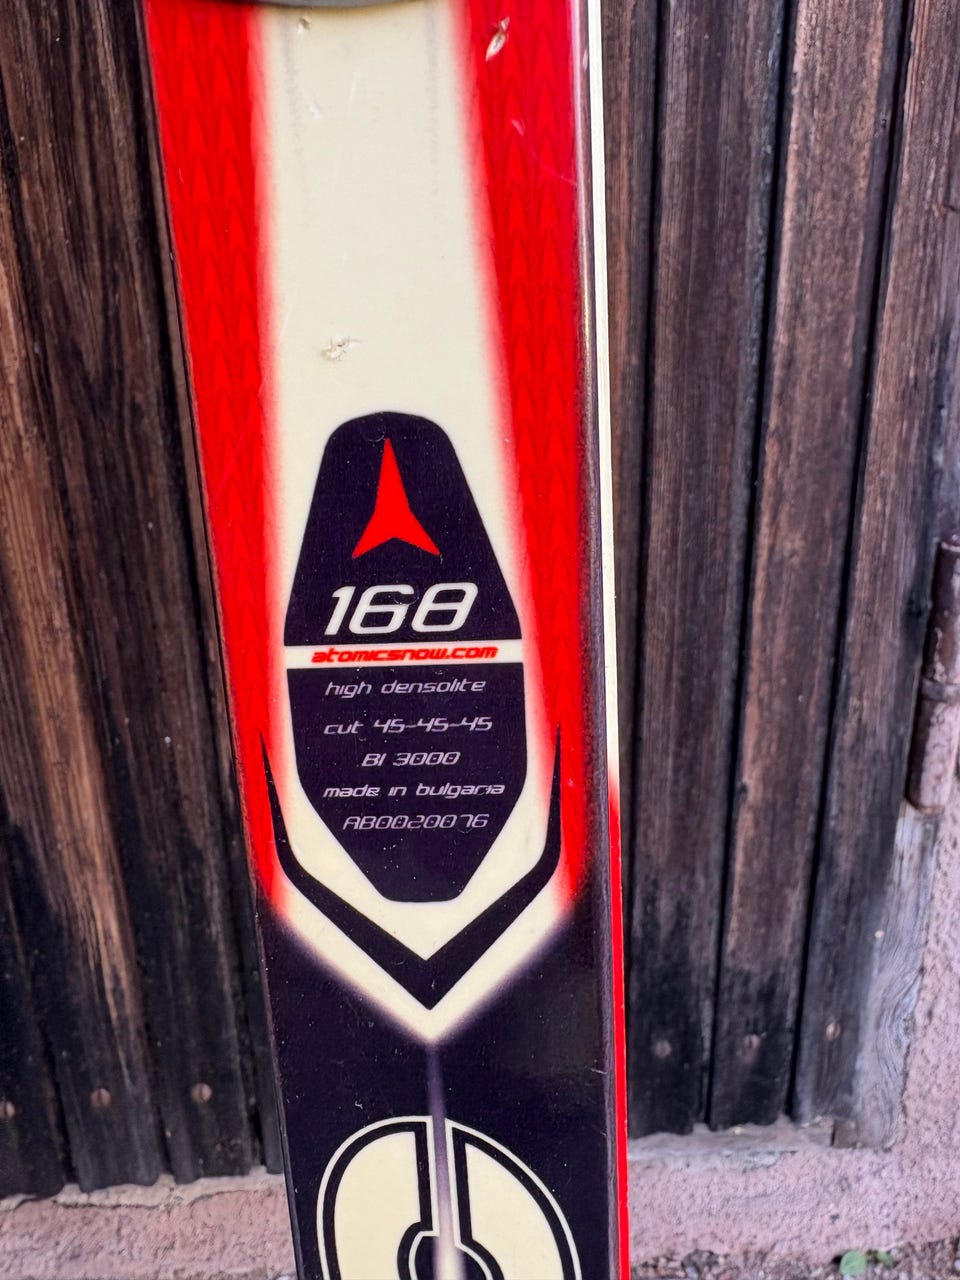 168
atomicsnow.com
high densolite
cut 45-45-45
BI 3000
made in bulgaria
AB0020076